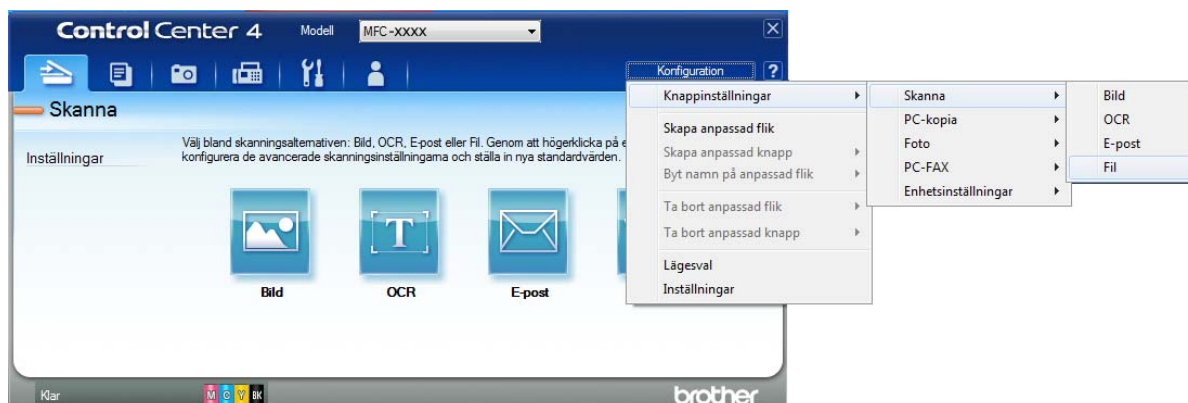 Control Center 4 Modell MFC-XXXX
Konfiguration ?
Skanna
Inställningar
Välj bland skanningsalternativen: Bild, OCR, E-post eller Fil. Genom att högerklicka på e
konfigurera de avancerade skanningsinställningarna och ställa in nya standardvärden.
T
Bild OCR E-post
Knappinställningar
Skapa anpassad flik
Skapa anpassad knapp
Byt namn på anpassad flik
Ta bort anpassad flik
Ta bort anpassad knapp
Lägesval
Inställningar
Skanna
PC-kopia
Foto
PC-FAX
Enhetsinställningar
Bild
OCR
E-post
Fil
Klar M C Y BK brother